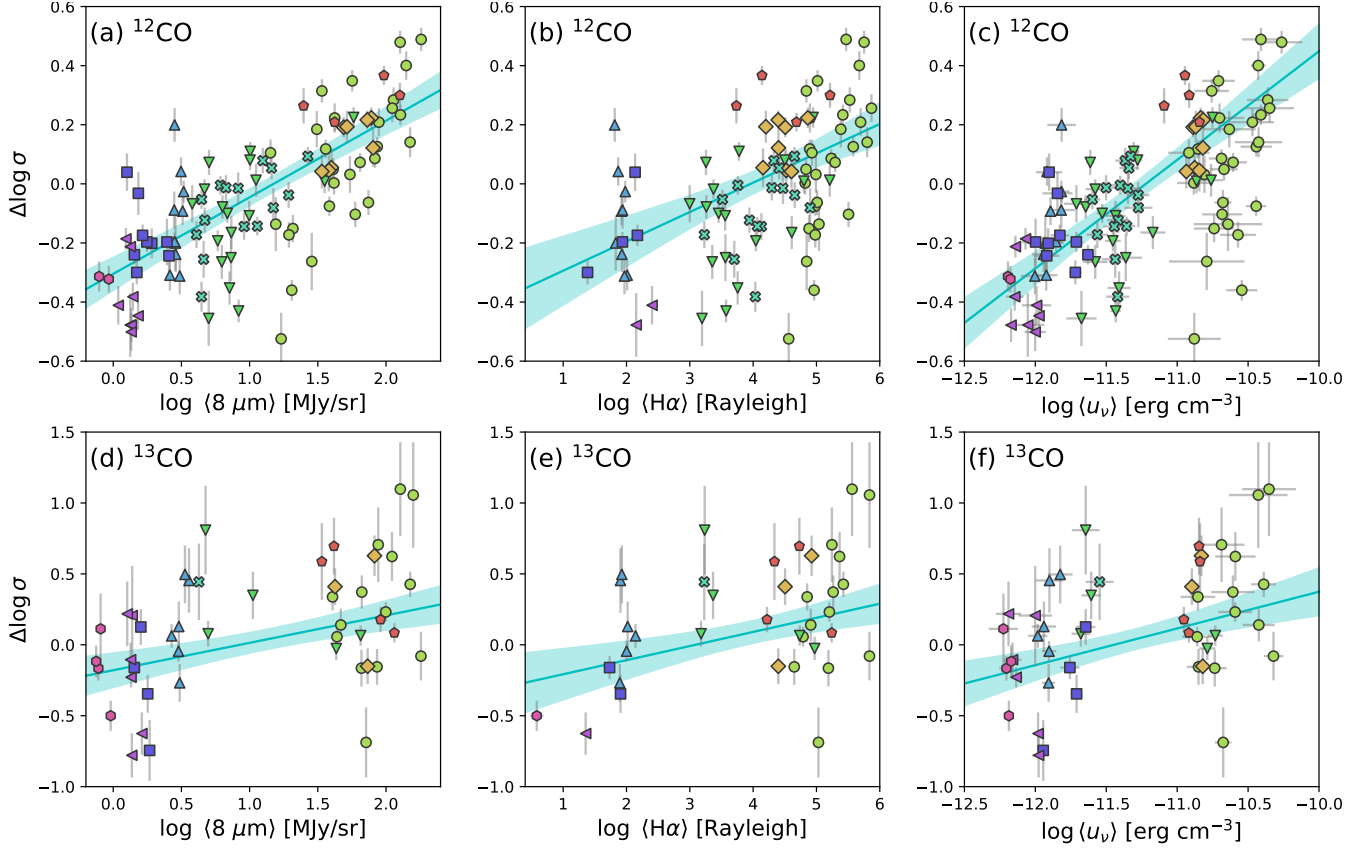 (a) ¹²CO
(b) ¹²CO
(c) ¹²CO
0.6
0.4
0.2
0.0
−0.2
−0.4
−0.6
Δlog σ
0.0 0.5 1.0 1.5 2.0
log ⟨8 μm⟩ [MJy/sr]
0.6
0.4
0.2
0.0
−0.2
−0.4
−0.6
1 2 3 4 5 6
log ⟨Hα⟩ [Rayleigh]
0.6
0.4
0.2
0.0
−0.2
−0.4
−0.6
−12.5 −12.0 −11.5 −11.0 −10.5 −10.0
log⟨u_ν⟩ [erg cm⁻³]
(d) ¹³CO
(e) ¹³CO
(f) ¹³CO
1.5
1.0
0.5
0.0
−0.5
−1.0
Δlog σ
0.0 0.5 1.0 1.5 2.0
log ⟨8 μm⟩ [MJy/sr]
1.5
1.0
0.5
0.0
−0.5
−1.0
1 2 3 4 5 6
log ⟨Hα⟩ [Rayleigh]
1.5
1.0
0.5
0.0
−0.5
−1.0
−12.5 −12.0 −11.5 −11.0 −10.5 −10.0
log⟨u_ν⟩ [erg cm⁻³]